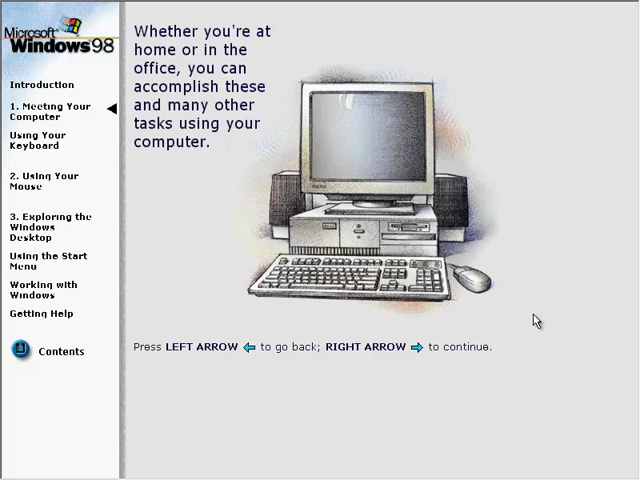 Microsoft
Windows 98
Introduction
1. Meeting Your
Computer
Using Your
Keyboard
2. Using Your
Mouse
3. Exploring the
Windows
Desktop
Using the Start
Menu
Working with
Windows
Getting Help
Contents
Whether you're at
home or in the
office, you can
accomplish these
and many other
tasks using your
computer.
Press LEFT ARROW to go back; RIGHT ARROW to continue.